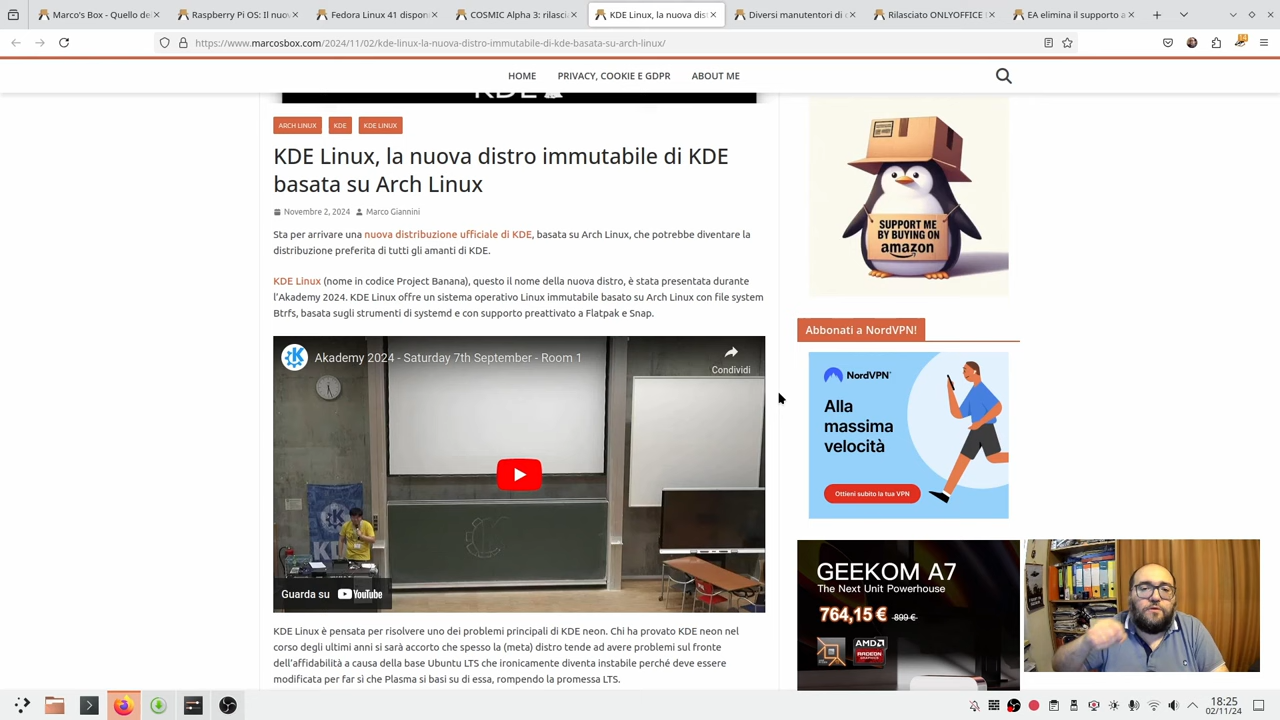 Marco's Box - Quello de
Raspberry Pi OS: Il nuov
Fedora Linux 41 dispon
COSMIC Alpha 3: rilasci
KDE Linux, la nuova dist
Diversi manutentori di
Rilasciato ONLYOFFICE
EA elimina il supporto a
https://www.marcosbox.com/2024/11/02/kde-linux-la-nuova-distro-immutabile-di-kde-basata-su-arch-linux/
HOME PRIVACY, COOKIE E GDPR ABOUT ME
ARCH LINUX KDE KDE LINUX
KDE Linux, la nuova distro immutabile di KDE
basata su Arch Linux
Novembre 2, 2024 Marco Giannini
Sta per arrivare una nuova distribuzione ufficiale di KDE, basata su Arch Linux, che potrebbe diventare la
distribuzione preferita di tutti gli amanti di KDE.
KDE Linux (nome in codice Project Banana), questo il nome della nuova distro, è stata presentata durante
l'Akademy 2024. KDE Linux offre un sistema operativo Linux immutabile basato su Arch Linux con file system
Btrfs, basata sugli strumenti di systemd e con supporto preattivato a Flatpak e Snap.
Akademy 2024 - Saturday 7th September - Room 1
Condividi
Guarda su YouTube
KDE Linux è pensata per risolvere uno dei problemi principali di KDE neon. Chi ha provato KDE neon nel
corso degli ultimi anni si sarà accorto che spesso la (meta) distro tende ad avere problemi sul fronte
dell'affidabilità a causa della base Ubuntu LTS che ironicamente diventa instabile perché deve essere
modificata per far sì che Plasma si basi su di essa, rompendo la promessa LTS.
SUPPORT ME
BY BUYING ON
amazon
Abbonati a NordVPN!
NordVPN
Alla
massima
velocità
Ottieni subito la tua VPN
GEEKOM A7
The Next Unit Powerhouse
764,15 € 899 €
AMD
RADEON
GRAPHICS
18:25
02/11/24